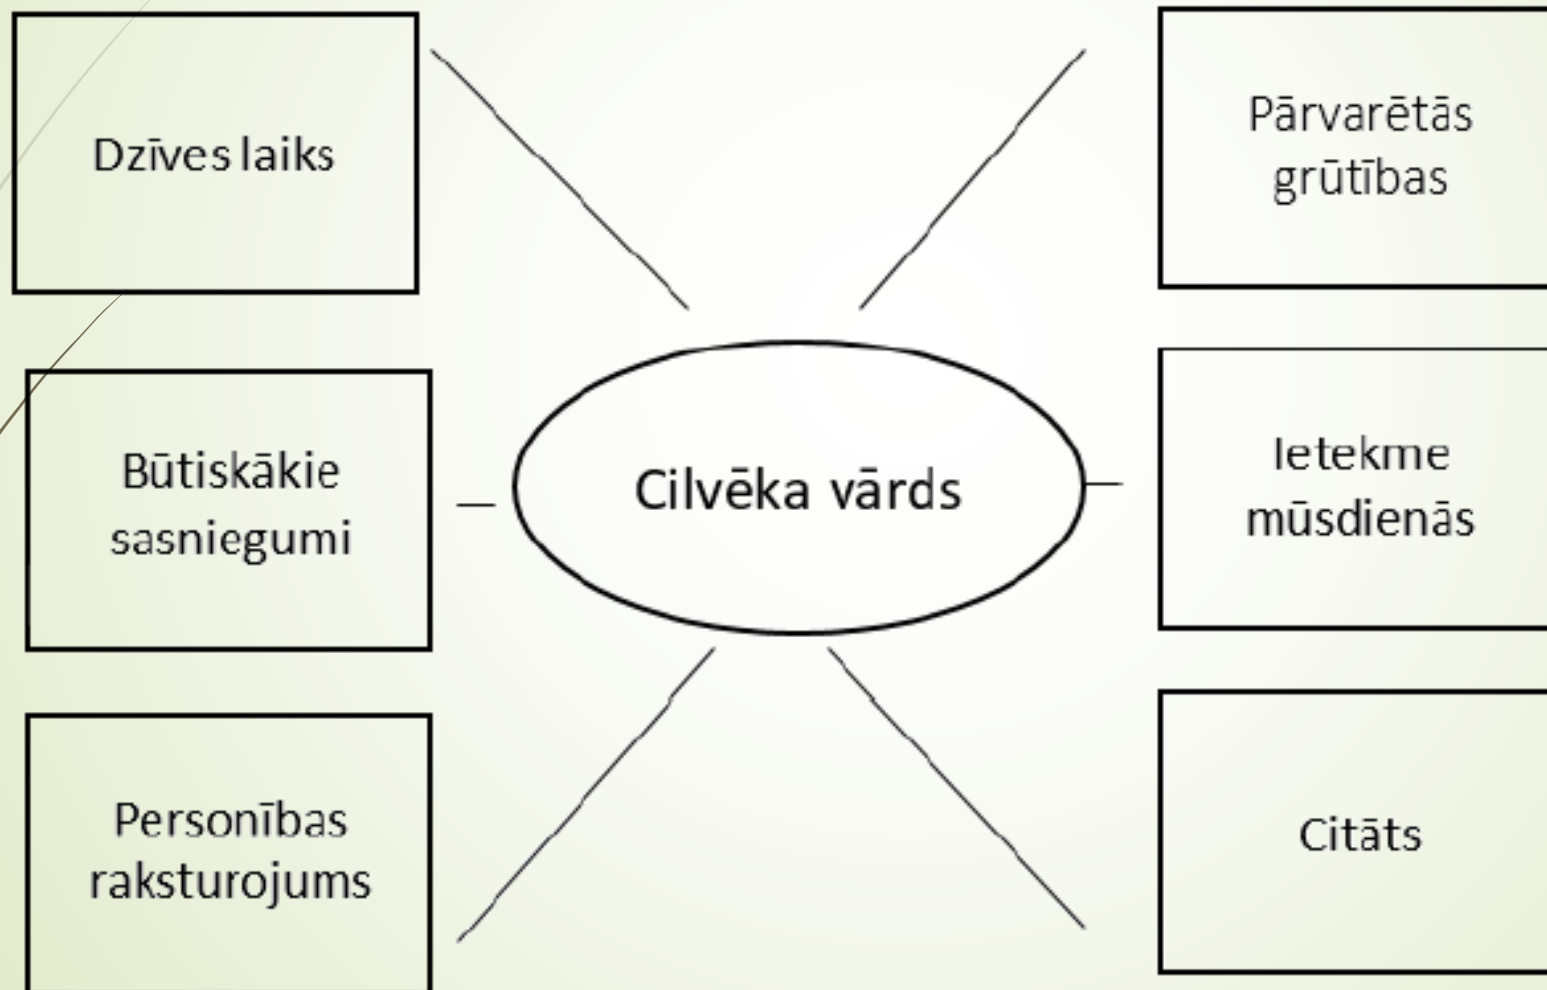 Dzīves laiks
Būtiskākie
sasniegumi
Personības
raksturojums
Cilvēka vārds
Pārvarētās
grūtības
Ietekme
mūsdienās
Citāts